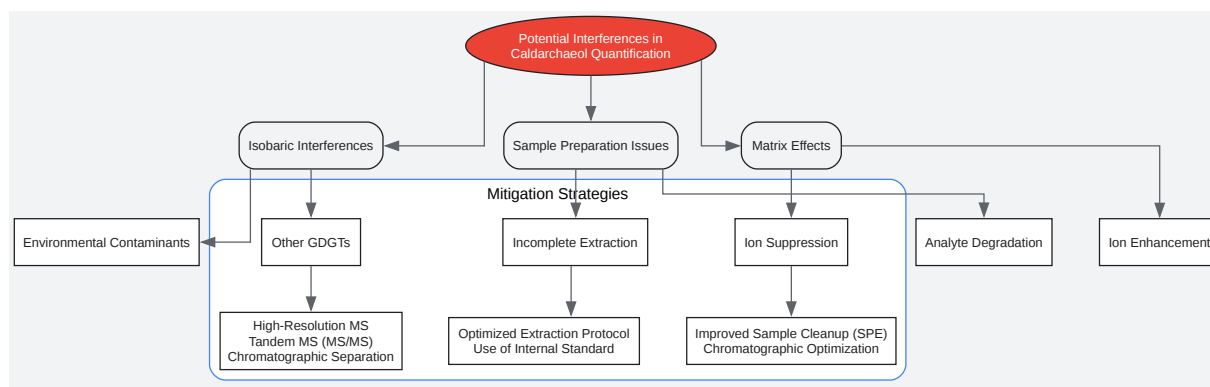 Potential Interferences in
Caldarchaeol Quantification
Isobaric Interferences
Sample Preparation Issues
Matrix Effects
Mitigation Strategies
Environmental Contaminants
Other GDGTs
Incomplete Extraction
Ion Suppression
Analyte Degradation
Ion Enhancement
High-Resolution MS
Tandem MS (MS/MS)
Chromatographic Separation
Optimized Extraction Protocol
Use of Internal Standard
Improved Sample Cleanup (SPE)
Chromatographic Optimization